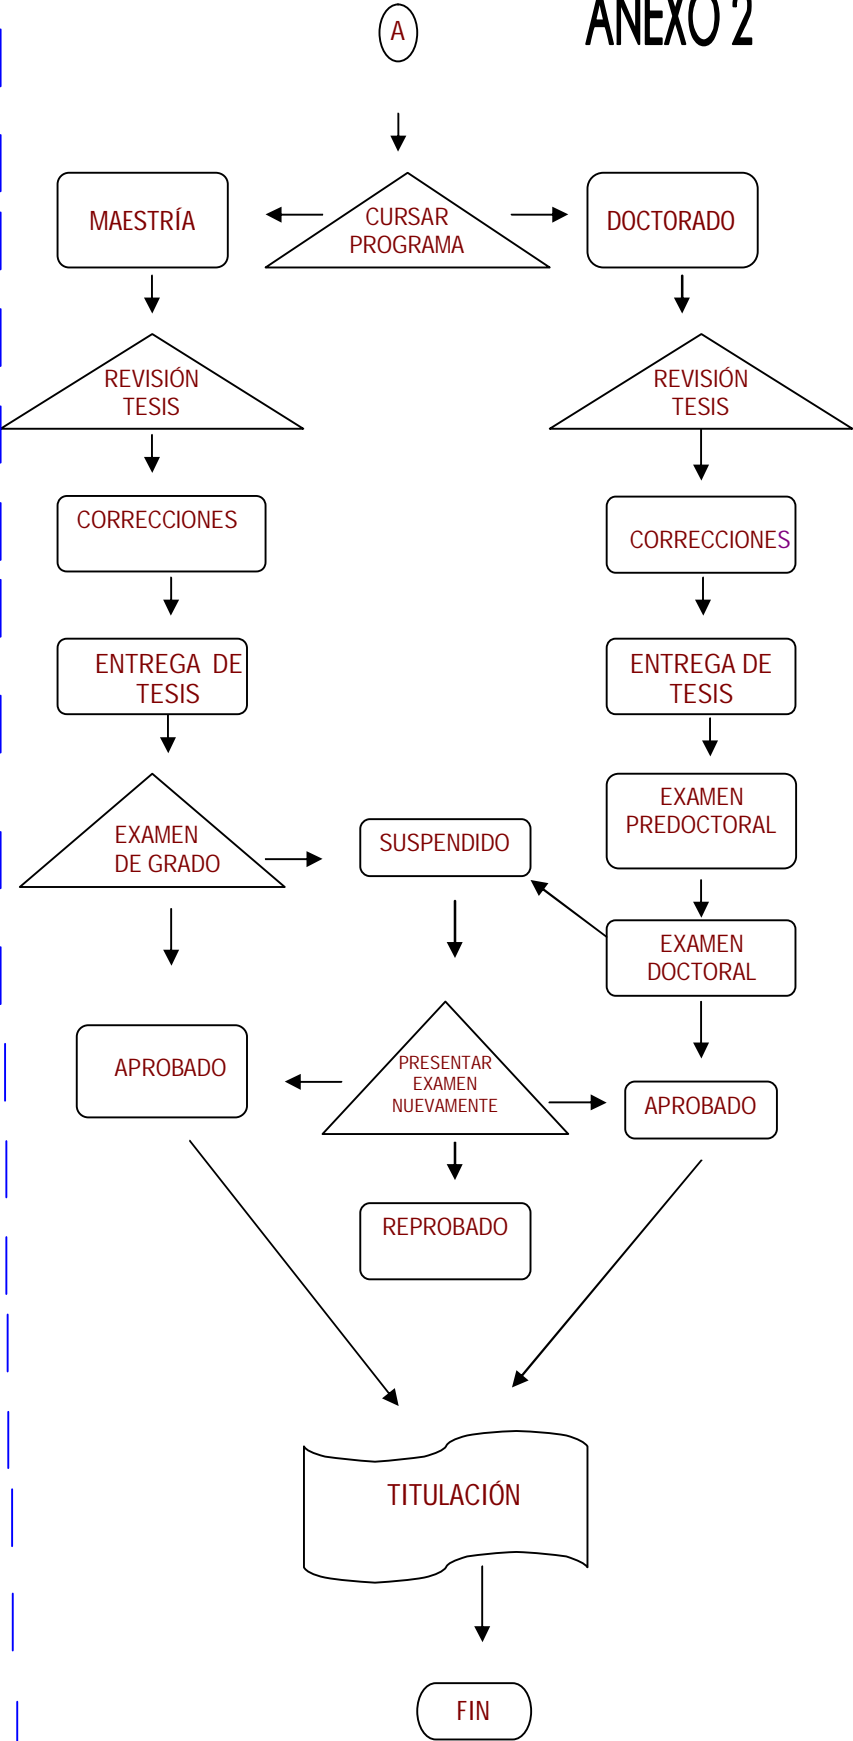 ANEXO 2
A
CURSAR
PROGRAMA
MAESTRÍA
DOCTORADO
REVISIÓN
TESIS
REVISIÓN
TESIS
CORRECCIONES
CORRECCIONES
ENTREGA DE
TESIS
ENTREGA DE
TESIS
EXAMEN
DE GRADO
SUSPENDIDO
EXAMEN
PREDOCTORAL
EXAMEN
DOCTORAL
APROBADO
PRESENTAR
EXAMEN
NUEVAMENTE
APROBADO
REPROBADO
TITULACIÓN
FIN